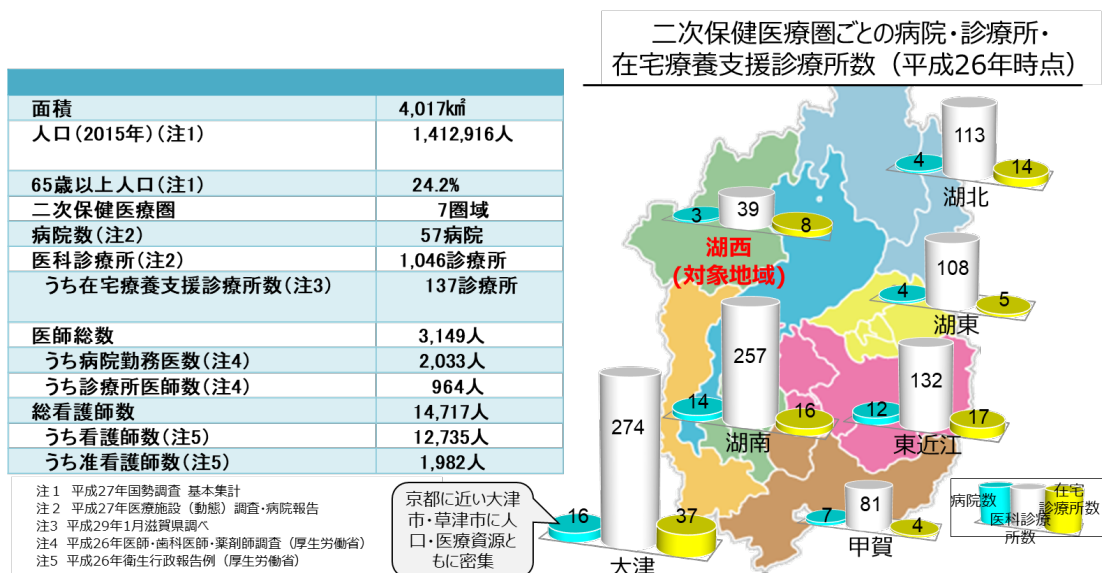 二次保健医療圏ごとの病院・診療所・
在宅療養支援診療所数（平成26年時点）
面積 4,017㎢
人口(2015年)(注1) 1,412,916人
65歳以上人口(注1) 24.2%
二次保健医療圏 7圏域
病院数(注2) 57病院
医科診療所(注2) 1,046診療所
うち在宅療養支援診療所数(注3) 137診療所
医師総数 3,149人
うち病院勤務医数(注4) 2,033人
うち診療所医師数(注4) 964人
総看護師数 14,717人
うち看護師数(注5) 12,735人
うち准看護師数(注5) 1,982人
注1 平成27年国勢調査 基本集計
注2 平成27年医療施設（動態）調査・病院報告
注3 平成29年1月滋賀県調べ
注4 平成26年医師・歯科医師・薬剤師調査（厚生労働省）
注5 平成26年衛生行政報告例（厚生労働省）
京都に近い大津
市・草津市に人
口・医療資源と
もに密集
4 113 14
湖北
3 39 8
湖西
(対象地域)
4 108 5
湖東
14 257 16
湖南
12 132 17
東近江
16 274 37
大津
7 81 4
甲賀
病院数
医科診療
所数
在宅
診療所数